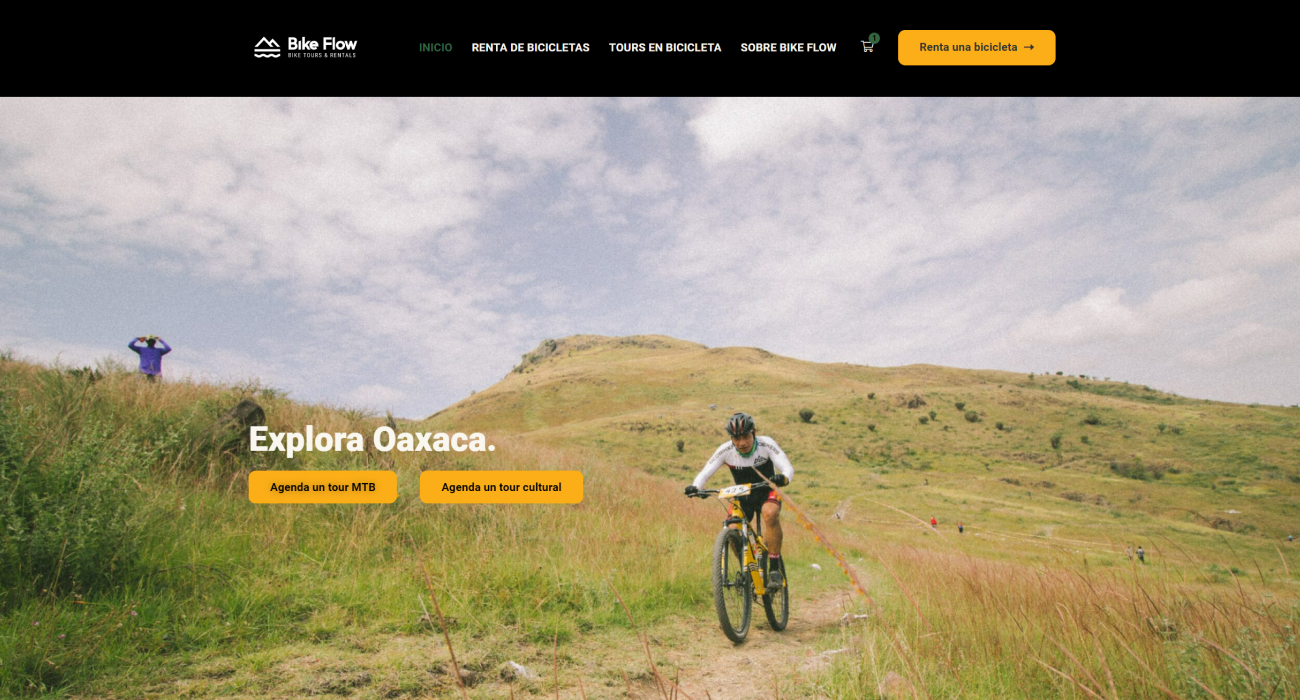 Bike Flow
BIKE TOURS & RENTALS
INICIO
RENTA DE BICICLETAS
TOURS EN BICICLETA
SOBRE BIKE FLOW
1
Renta una bicicleta →
Explora Oaxaca.
Agenda un tour MTB
Agenda un tour cultural